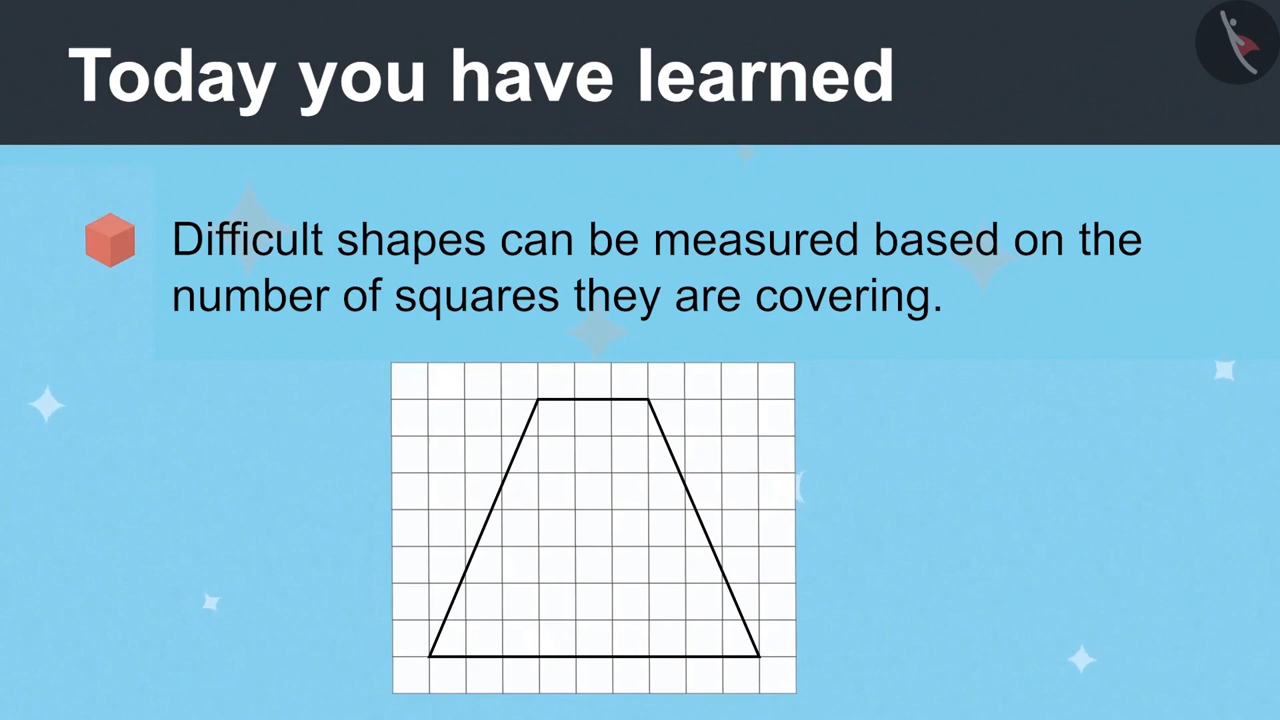 Today you have learned
Difficult shapes can be measured based on the
number of squares they are covering.